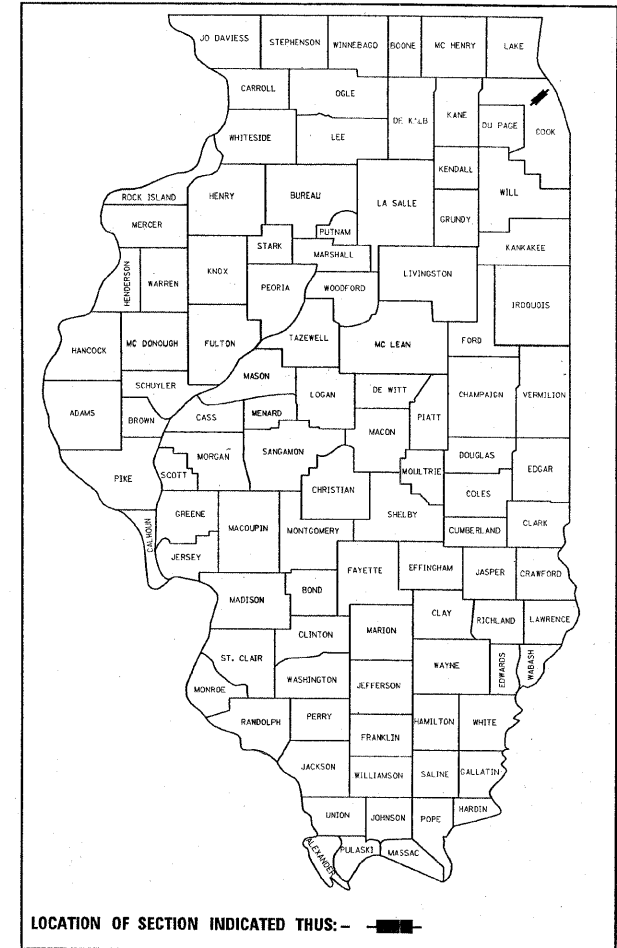 JO DAVIESS STEPHENSON WINNEBAGO BOONE MC HENRY LAKE
CARROLL OGLE DE KALB KANE DU PAGE COOK
WHITESIDE LEE
KENDALL WILL
ROCK ISLAND HENRY BUREAU LA SALLE GRUNDY
MERCER PUTNAM KANKAKEE
STARK MARSHALL
HENDERSON WARREN KNOX PEORIA WOODFORD LIVINGSTON IROQUOIS
HANCOCK MC DONOUGH FULTON TAZEWELL MC LEAN FORD
SCHUYLER MASON
ADAMS BROWN CASS MENARD LOGAN DE WITT PIATT CHAMPAIGN VERMILION
MACON
PIKE SCOTT MORGAN SANGAMON MOULTRIE DOUGLAS EDGAR
CHRISTIAN COLES
CALHOUN GREENE MACOUPIN MONTGOMERY SHELBY CUMBERLAND CLARK
JERSEY
MADISON BOND FAYETTE EFFINGHAM JASPER CRAWFORD
CLINTON MARION CLAY RICHLAND LAWRENCE
ST. CLAIR WASHINGTON JEFFERSON WAYNE EDWARDS WABASH
MONROE
RANDOLPH PERRY FRANKLIN HAMILTON WHITE
JACKSON WILLIAMSON SALINE GALLATIN
UNION JOHNSON POPE HARDIN
ALEXANDER PULASKI MASSAC
LOCATION OF SECTION INDICATED THUS:-